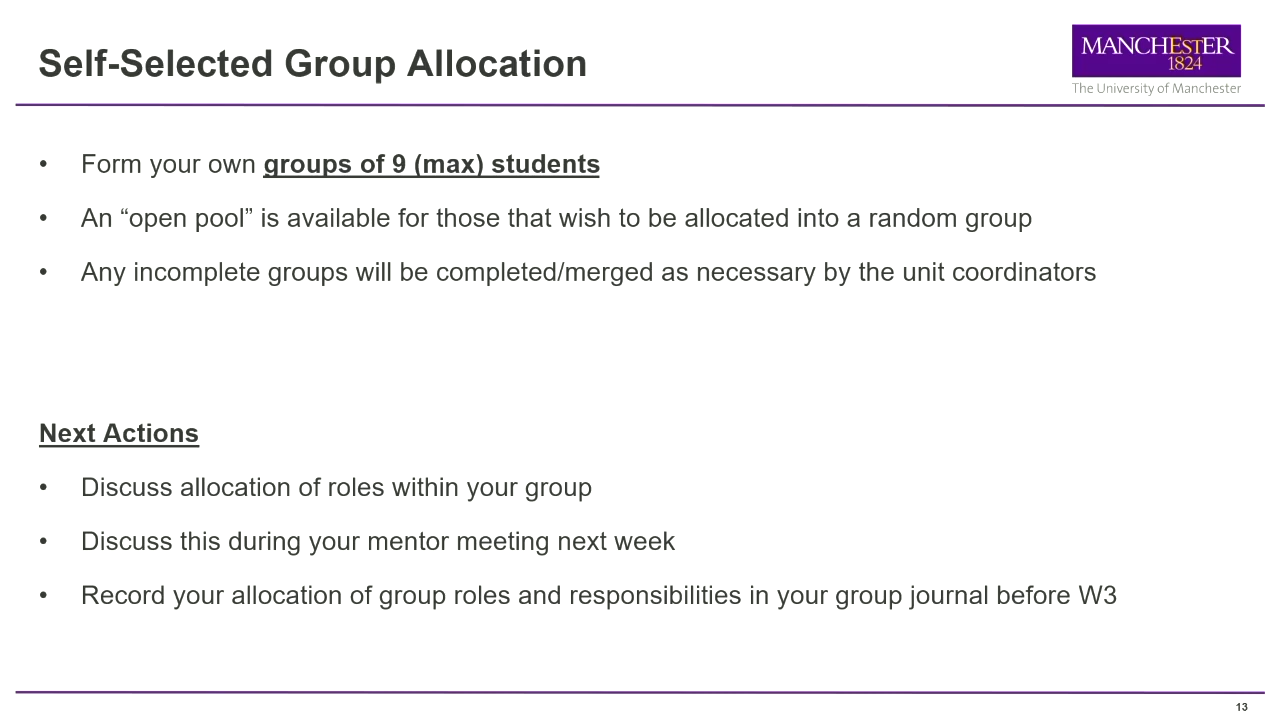 Self-Selected Group Allocation
MANCHESTER
1824
The University of Manchester
• Form your own groups of 9 (max) students
• An “open pool” is available for those that wish to be allocated into a random group
• Any incomplete groups will be completed/merged as necessary by the unit coordinators
Next Actions
• Discuss allocation of roles within your group
• Discuss this during your mentor meeting next week
• Record your allocation of group roles and responsibilities in your group journal before W3
13